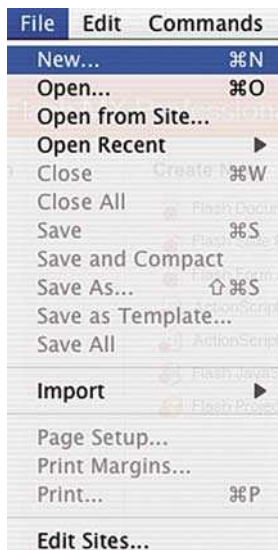 File Edit Commands
New... ⌘N
Open... ⌘O
Open from Site...
Open Recent ▶
Close ⌘W
Close All
Save ⌘S
Save and Compact
Save As... ⇧⌘S
Save as Template...
Save All
Import ▶
Page Setup...
Print Margins...
Print... ⌘P
Edit Sites...